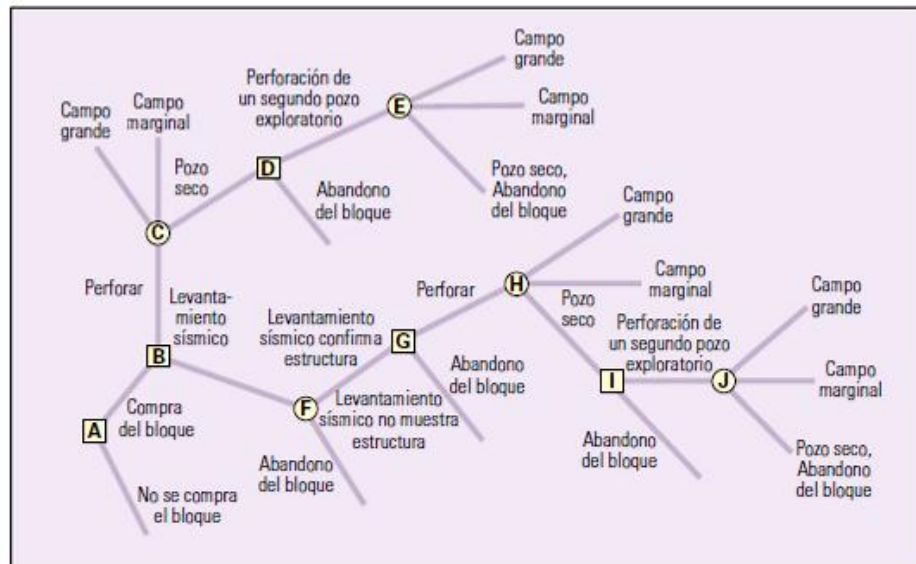 Campo
grande
Campo
marginal
Pozo
seco
Perforación de
un segundo pozo
exploratorio
E
Campo
grande
Campo
marginal
Pozo seco,
Abandono
del bloque
D
Abandono
del bloque
C
Perforar
Levanta-
miento
sísmico
B
A
Compra
del bloque
No se compra
el bloque
Levantamiento
sísmico confirma
estructura
F
Levantamiento
sísmico no muestra
estructura
Abandono
del bloque
G
Perforar
Abandono
del bloque
H
Campo
grande
Campo
marginal
Pozo
seco
Perforación de
un segundo pozo
exploratorio
I
J
Abandono
del bloque
Campo
grande
Campo
marginal
Pozo seco,
Abandono
del bloque